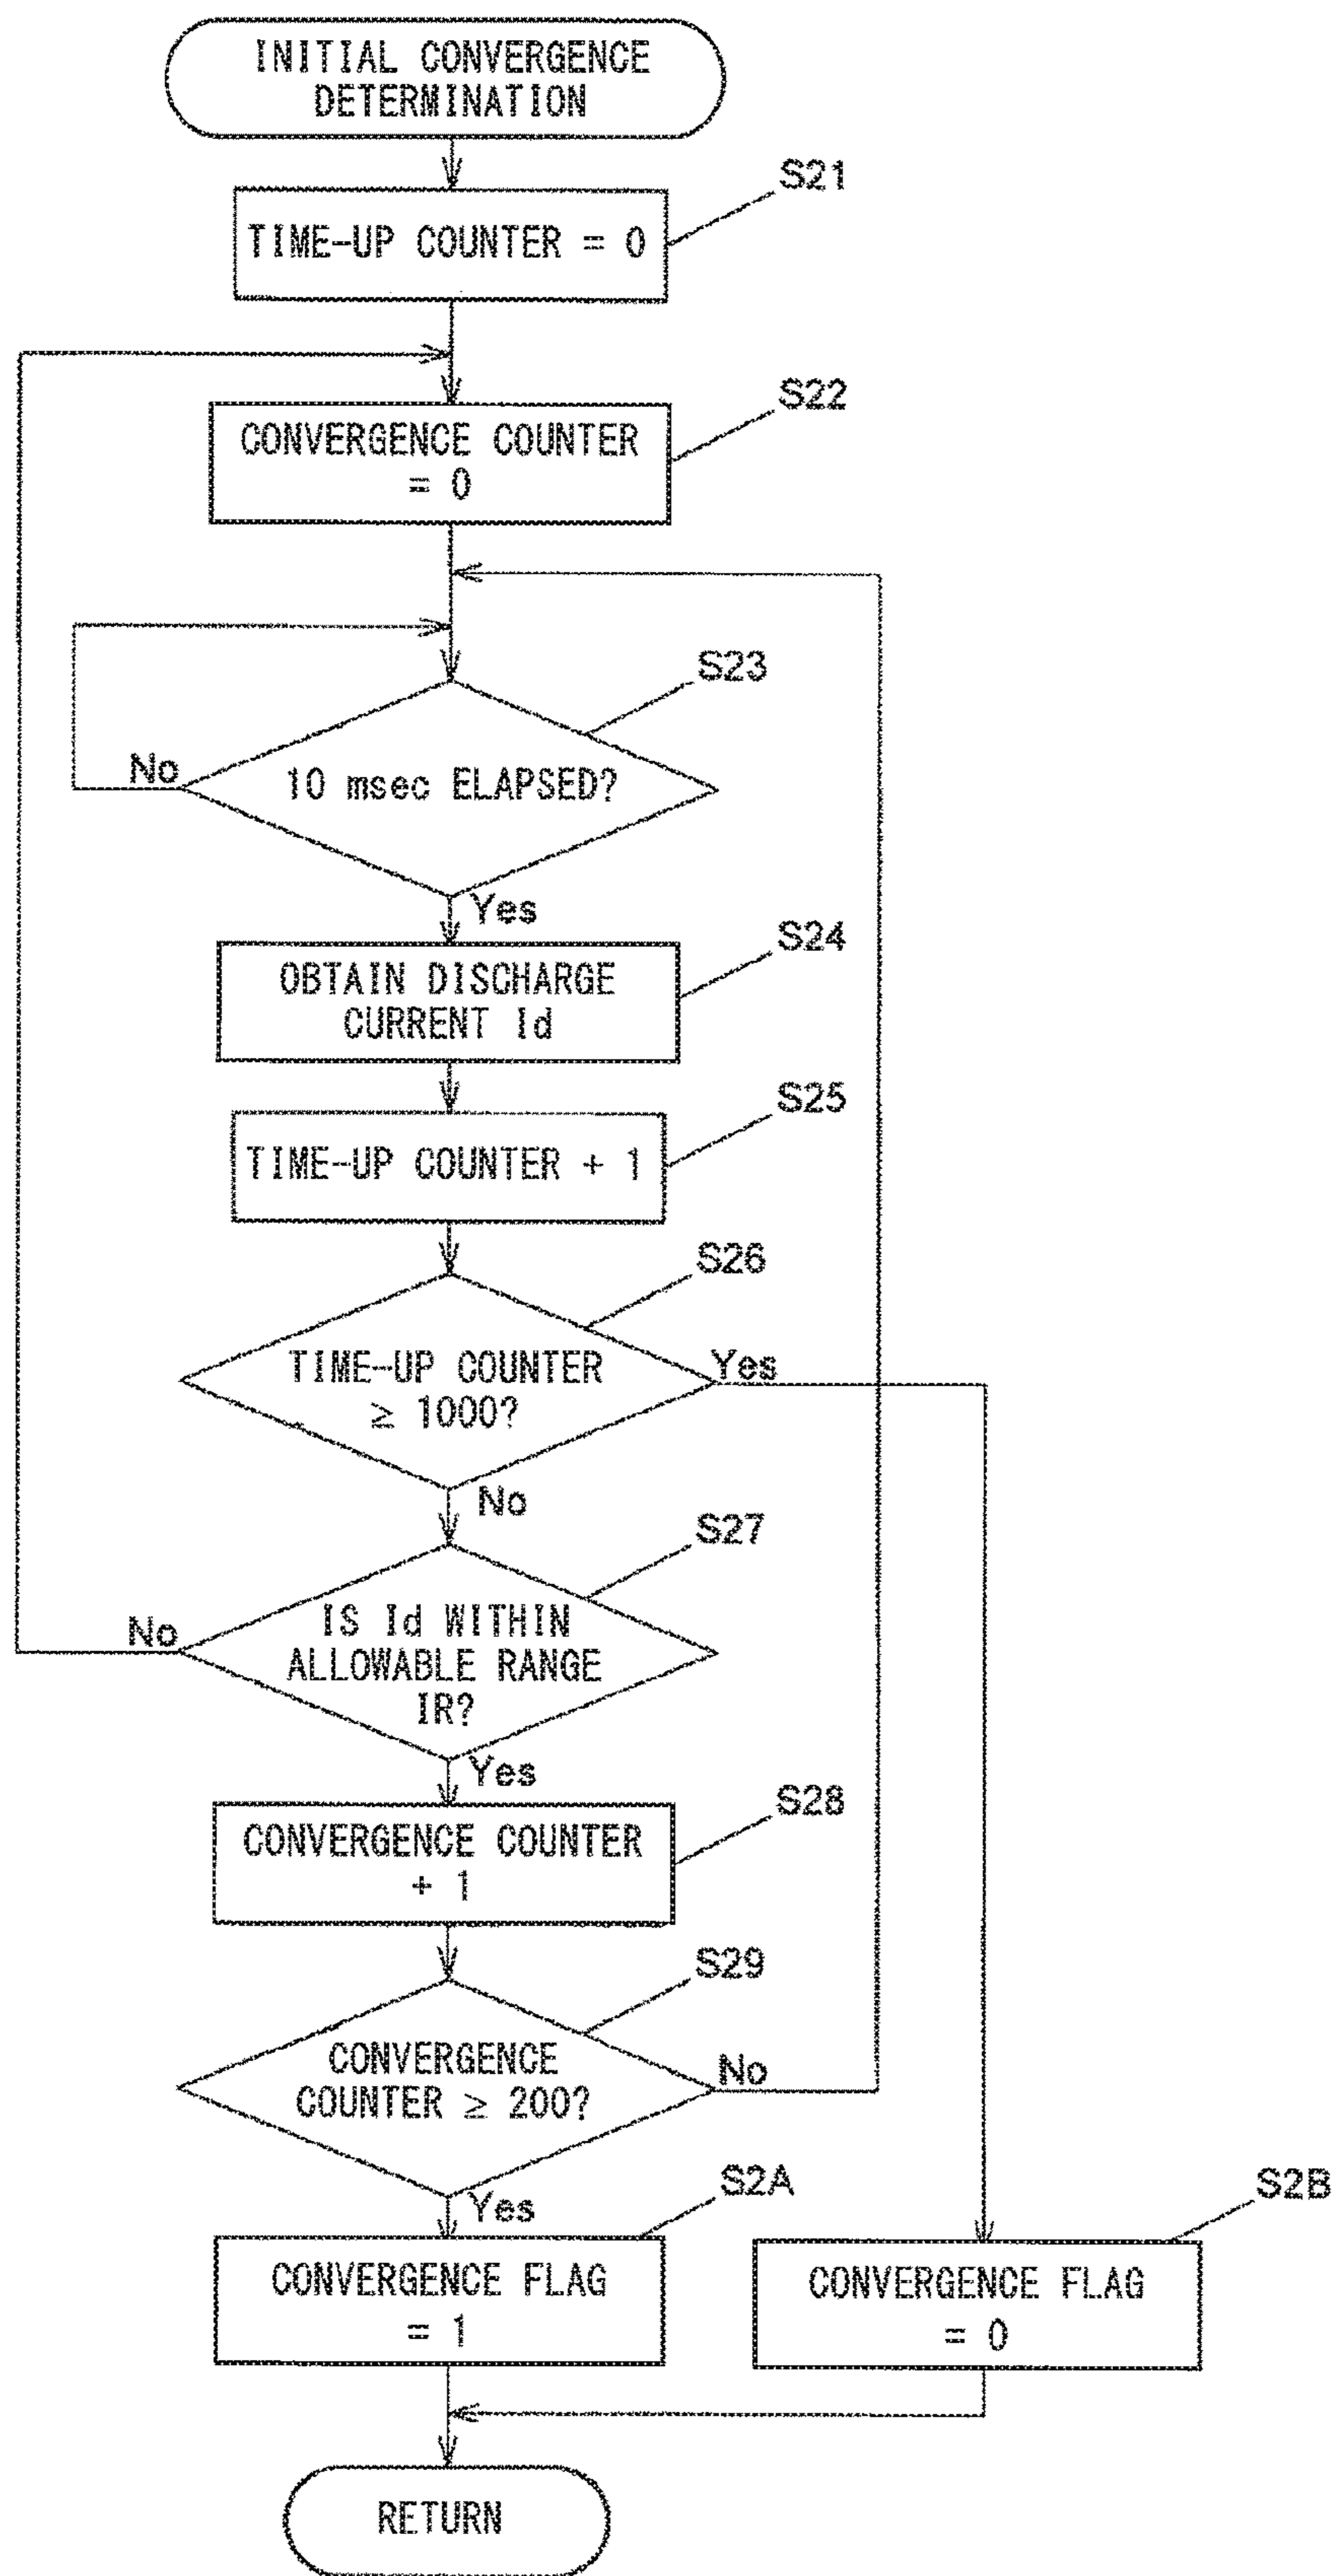 INITIAL CONVERGENCE
DETERMINATION
S21
TIME-UP COUNTER = 0
S22
CONVERGENCE COUNTER
= 0
S23
No
10 msec ELAPSED?
Yes
S24
OBTAIN DISCHARGE
CURRENT Id
S25
TIME-UP COUNTER + 1
S26
TIME-UP COUNTER
≥ 1000?
Yes
No
S27
No
IS Id WITHIN
ALLOWABLE RANGE
IR?
Yes
S28
CONVERGENCE COUNTER
+ 1
S29
CONVERGENCE
COUNTER ≥ 200?
No
Yes
S2A
S2B
CONVERGENCE FLAG
= 1
CONVERGENCE FLAG
= 0
RETURN